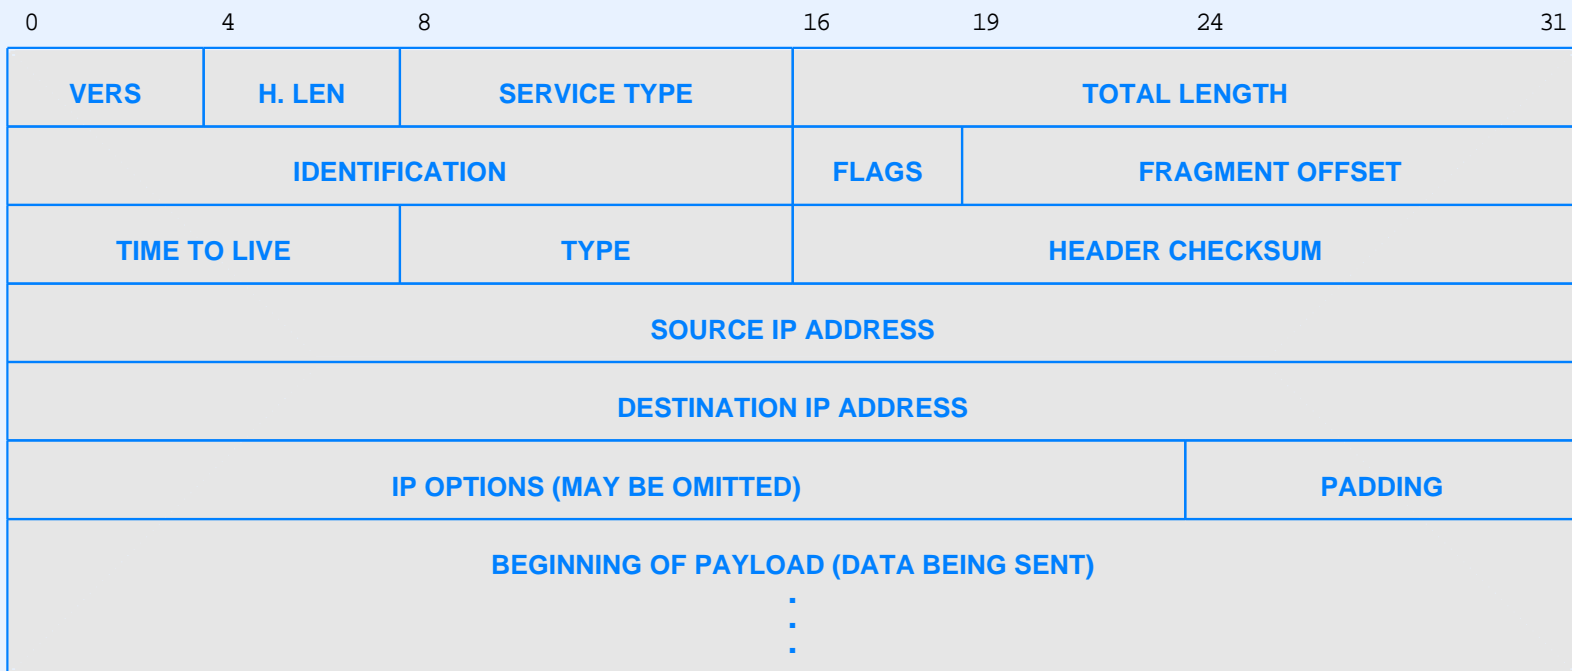 0 4 8 16 19 24 31
VERS H. LEN SERVICE TYPE TOTAL LENGTH
IDENTIFICATION FLAGS FRAGMENT OFFSET
TIME TO LIVE TYPE HEADER CHECKSUM
SOURCE IP ADDRESS
DESTINATION IP ADDRESS
IP OPTIONS (MAY BE OMITTED) PADDING
BEGINNING OF PAYLOAD (DATA BEING SENT)